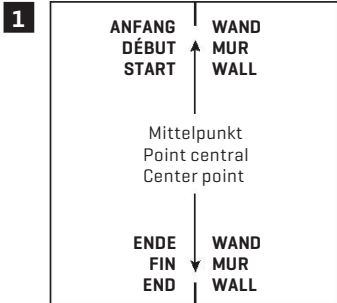 1
ANFANG WAND
DÉBUT MUR
START WALL
Mittelpunkt
Point central
Center point
ENDE WAND
FIN MUR
END WALL